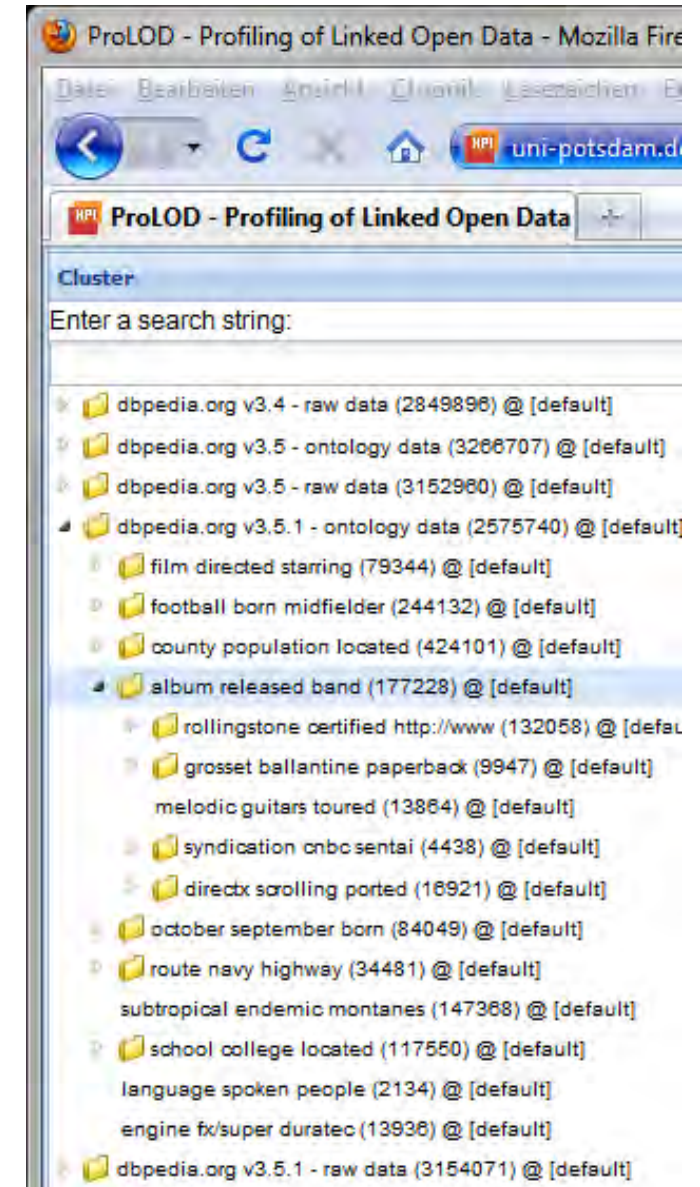 ProLOD - Profiling of Linked Open Data - Mozilla Fire
Datei Bearbeiten Ansicht Chronik Lesezeichen
HPI uni-potsdam.de
HPI ProLOD - Profiling of Linked Open Data
Cluster
Enter a search string:
dbpedia.org v3.4 - raw data (2849896) @ [default]
dbpedia.org v3.5 - ontology data (3266707) @ [default]
dbpedia.org v3.5 - raw data (3152960) @ [default]
dbpedia.org v3.5.1 - ontology data (2575740) @ [default]
film directed starring (79344) @ [default]
football born midfielder (244132) @ [default]
county population located (424101) @ [default]
album released band (177228) @ [default]
rollingstone certified http://www (132058) @ [defau
grosset ballantine paperback (9947) @ [default]
melodic guitars toured (13864) @ [default]
syndication cnbc sentai (4438) @ [default]
directx scrolling ported (16921) @ [default]
october september born (84049) @ [default]
route navy highway (34481) @ [default]
subtropical endemic montanes (147368) @ [default]
school college located (117550) @ [default]
language spoken people (2134) @ [default]
engine fx/super duratec (13936) @ [default]
dbpedia.org v3.5.1 - raw data (3154071) @ [default]